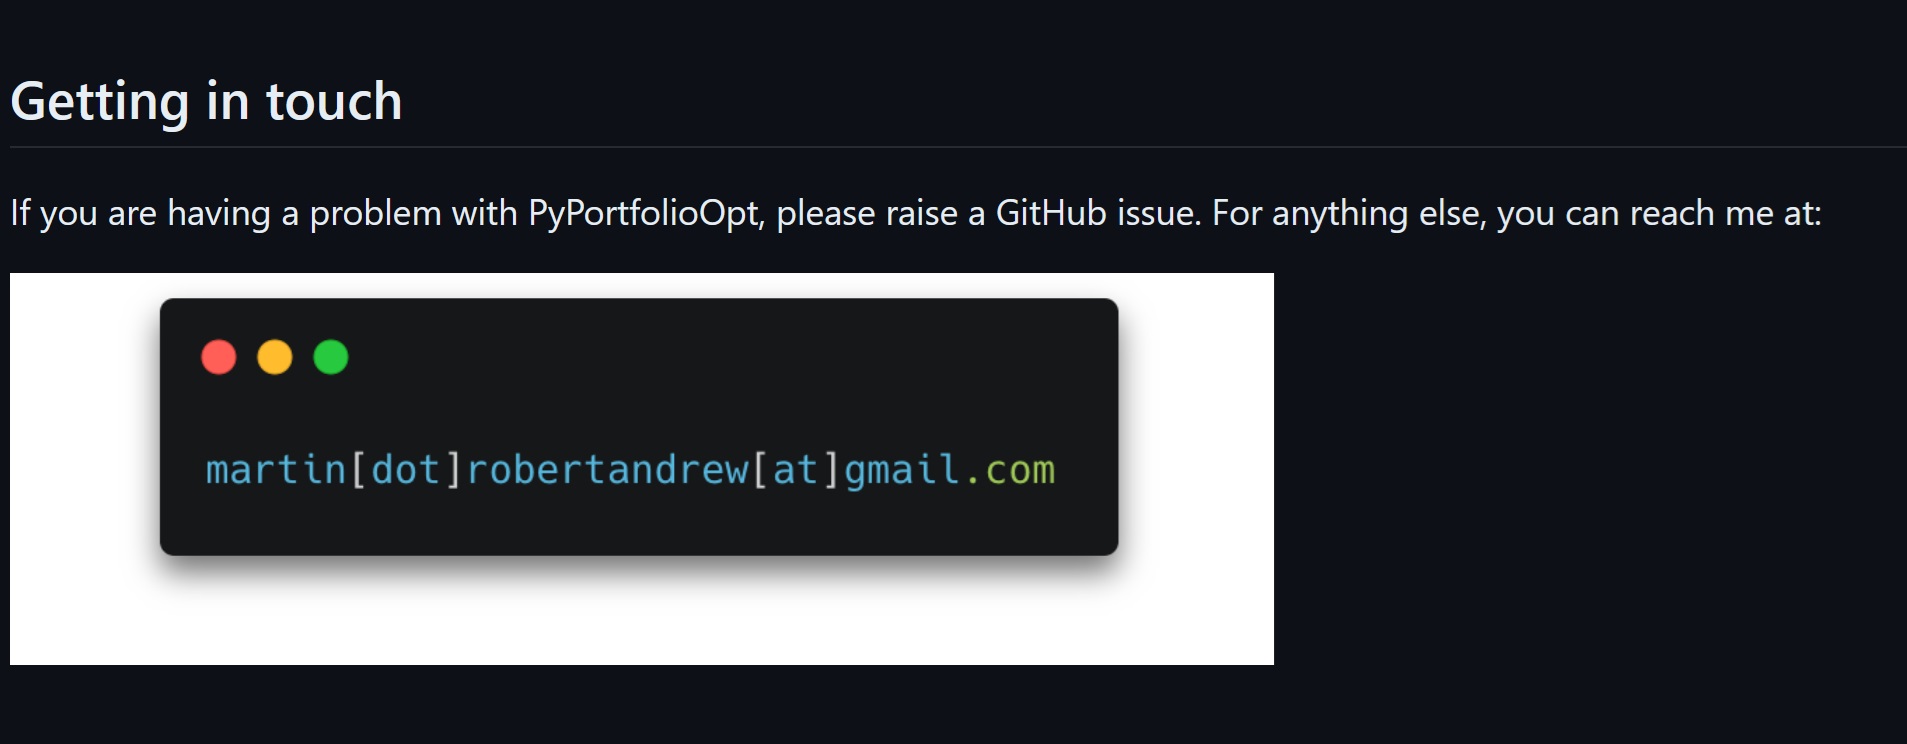 Getting in touch
If you are having a problem with PyPortfolioOpt, please raise a GitHub issue. For anything else, you can reach me at:
martin[dot]robertandrew[at]gmail.com